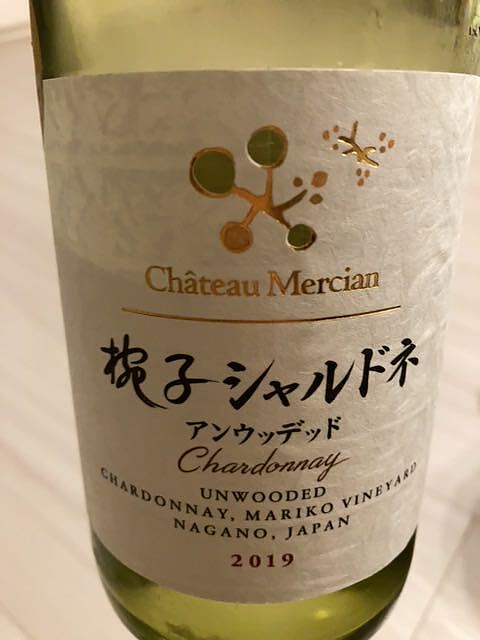 Château Mercian
椀子シャルドネ
アンウッデッド
Chardonnay
UNWOODED
CHARDONNAY, MARIKO VINEYARD
NAGANO, JAPAN
2019